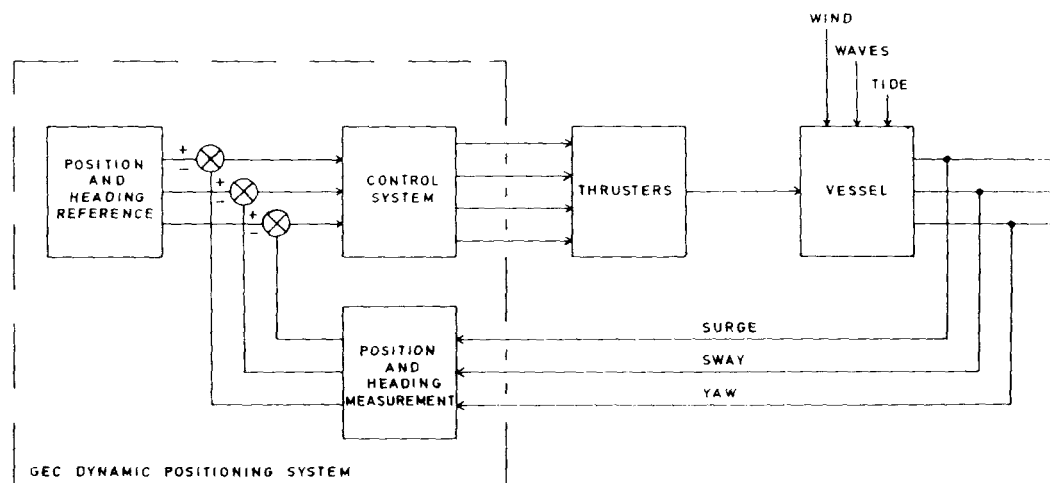 WIND
WAVES
TIDE
POSITION
AND
HEADING
REFERENCE
+
−
+
−
+
−
CONTROL
SYSTEM
THRUSTERS
VESSEL
POSITION
AND
HEADING
MEASUREMENT
SURGE
SWAY
YAW
GEC DYNAMIC POSITIONING SYSTEM